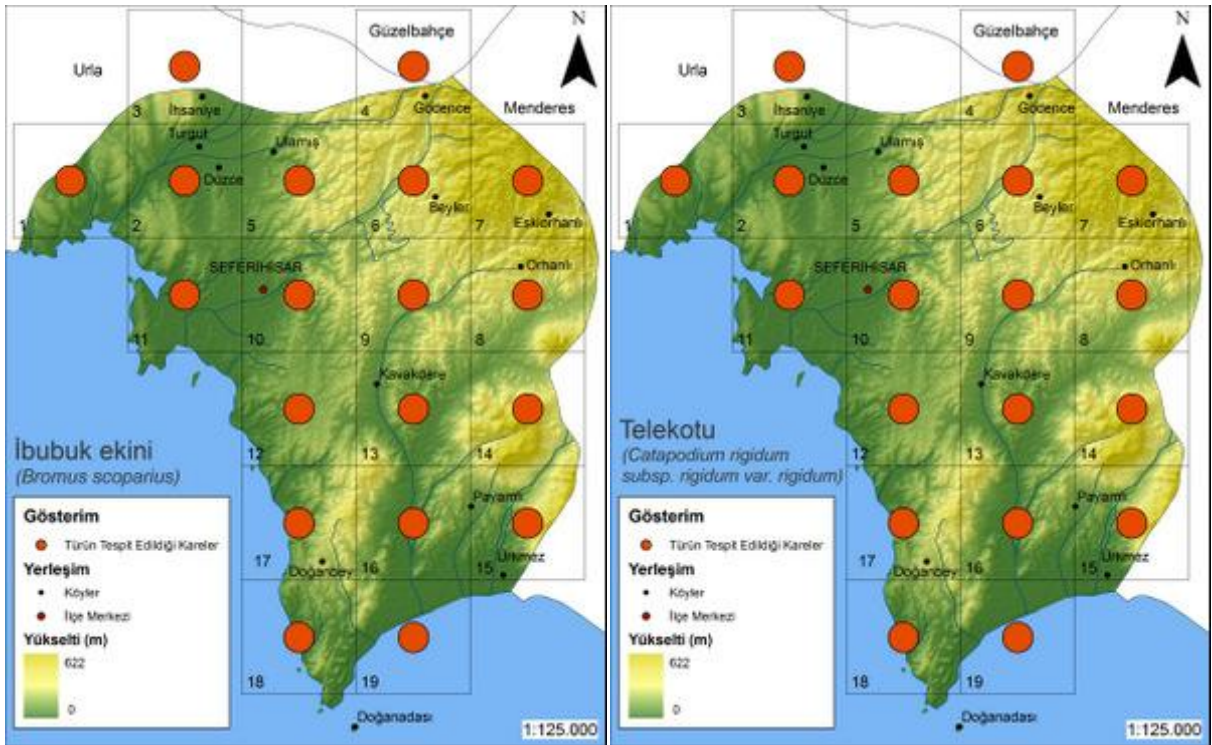 N
Güzelbahçe
Urla
3
İhsaniye
4
Gödence
Menderes
Turgut
Ulamış
Düzce
Beyler
1
2
5
6
7
Eskiorhanlı
SEFERİHİSAR
Orhanlı
11
10
9
8
Kavakdere
İbubuk ekini
(Bromus scoparius)
12
13
14
Payamlı
Gösterim
Türün Tespit Edildiği Kareler
Yerleşim
Köyler
İlçe Merkezi
Yükselti (m)
622
0
17
Doğanbey
16
15
Ürkmez
18
19
Doğanadası
1:125.000
N
Güzelbahçe
Urla
3
İhsaniye
4
Gödence
Menderes
Turgut
Ulamış
Düzce
Beyler
1
2
5
6
7
Eskiorhanlı
SEFERİHİSAR
Orhanlı
11
10
9
8
Kavakdere
Telekotu
(Catapodium rigidum
subsp. rigidum var. rigidum)
12
13
14
Payamlı
Gösterim
Türün Tespit Edildiği Kareler
Yerleşim
Köyler
İlçe Merkezi
Yükselti (m)
622
0
17
Doğanbey
16
15
Ürkmez
18
19
Doğanadası
1:125.000